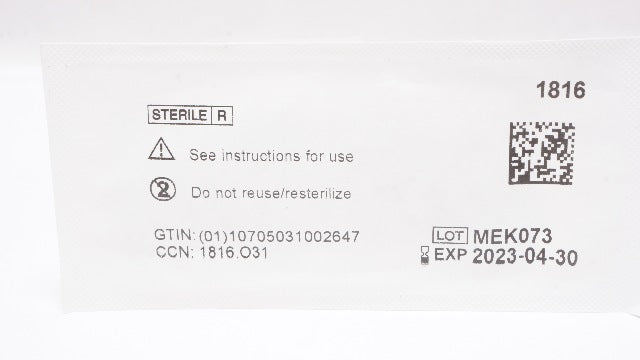 1816
STERILE R
See instructions for use
Do not reuse/resterilize
GTIN: (01)10705031002647
CCN: 1816.O31
LOT MEK073
EXP 2023-04-30